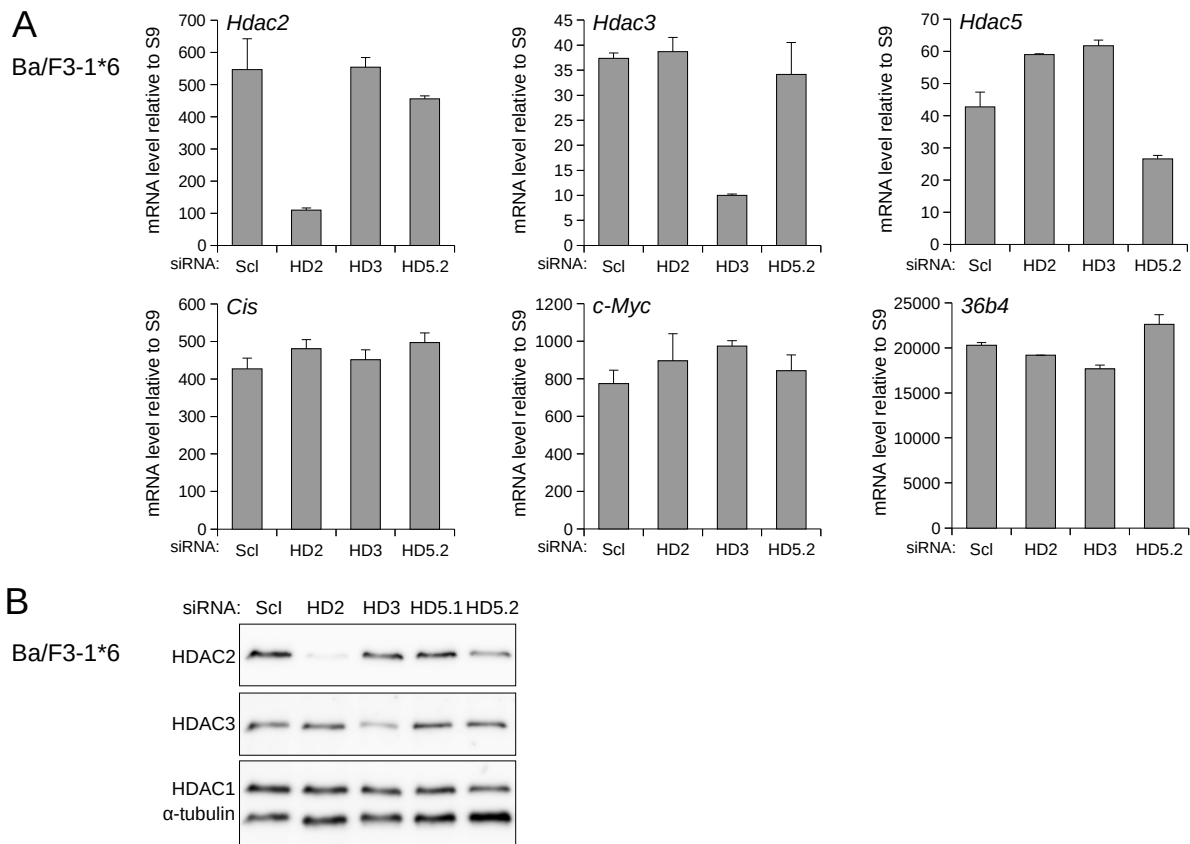 A
Ba/F3-1*6
Hdac2
mRNA level relative to S9
700
600
500
400
300
200
100
0
siRNA: Scl HD2 HD3 HD5.2
Hdac3
mRNA level relative to S9
45
40
35
30
25
20
15
10
5
0
siRNA: Scl HD2 HD3 HD5.2
Hdac5
mRNA level relative to S9
70
60
50
40
30
20
10
0
siRNA: Scl HD2 HD3 HD5.2
Cis
mRNA level relative to S9
600
500
400
300
200
100
0
siRNA: Scl HD2 HD3 HD5.2
c-Myc
mRNA level relative to S9
1200
1000
800
600
400
200
0
siRNA: Scl HD2 HD3 HD5.2
36b4
mRNA level relative to S9
25000
20000
15000
10000
5000
0
siRNA: Scl HD2 HD3 HD5.2
B
Ba/F3-1*6
siRNA: Scl HD2 HD3 HD5.1 HD5.2
HDAC2
HDAC3
HDAC1
α-tubulin